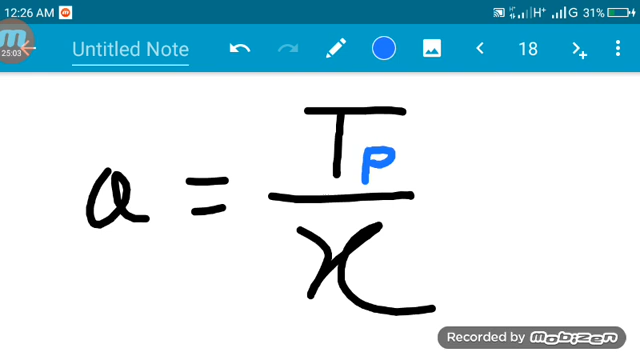 12:26 AM H+ G 31%
25:03 Untitled Note 18
a = T_P / x
Recorded by mobizen